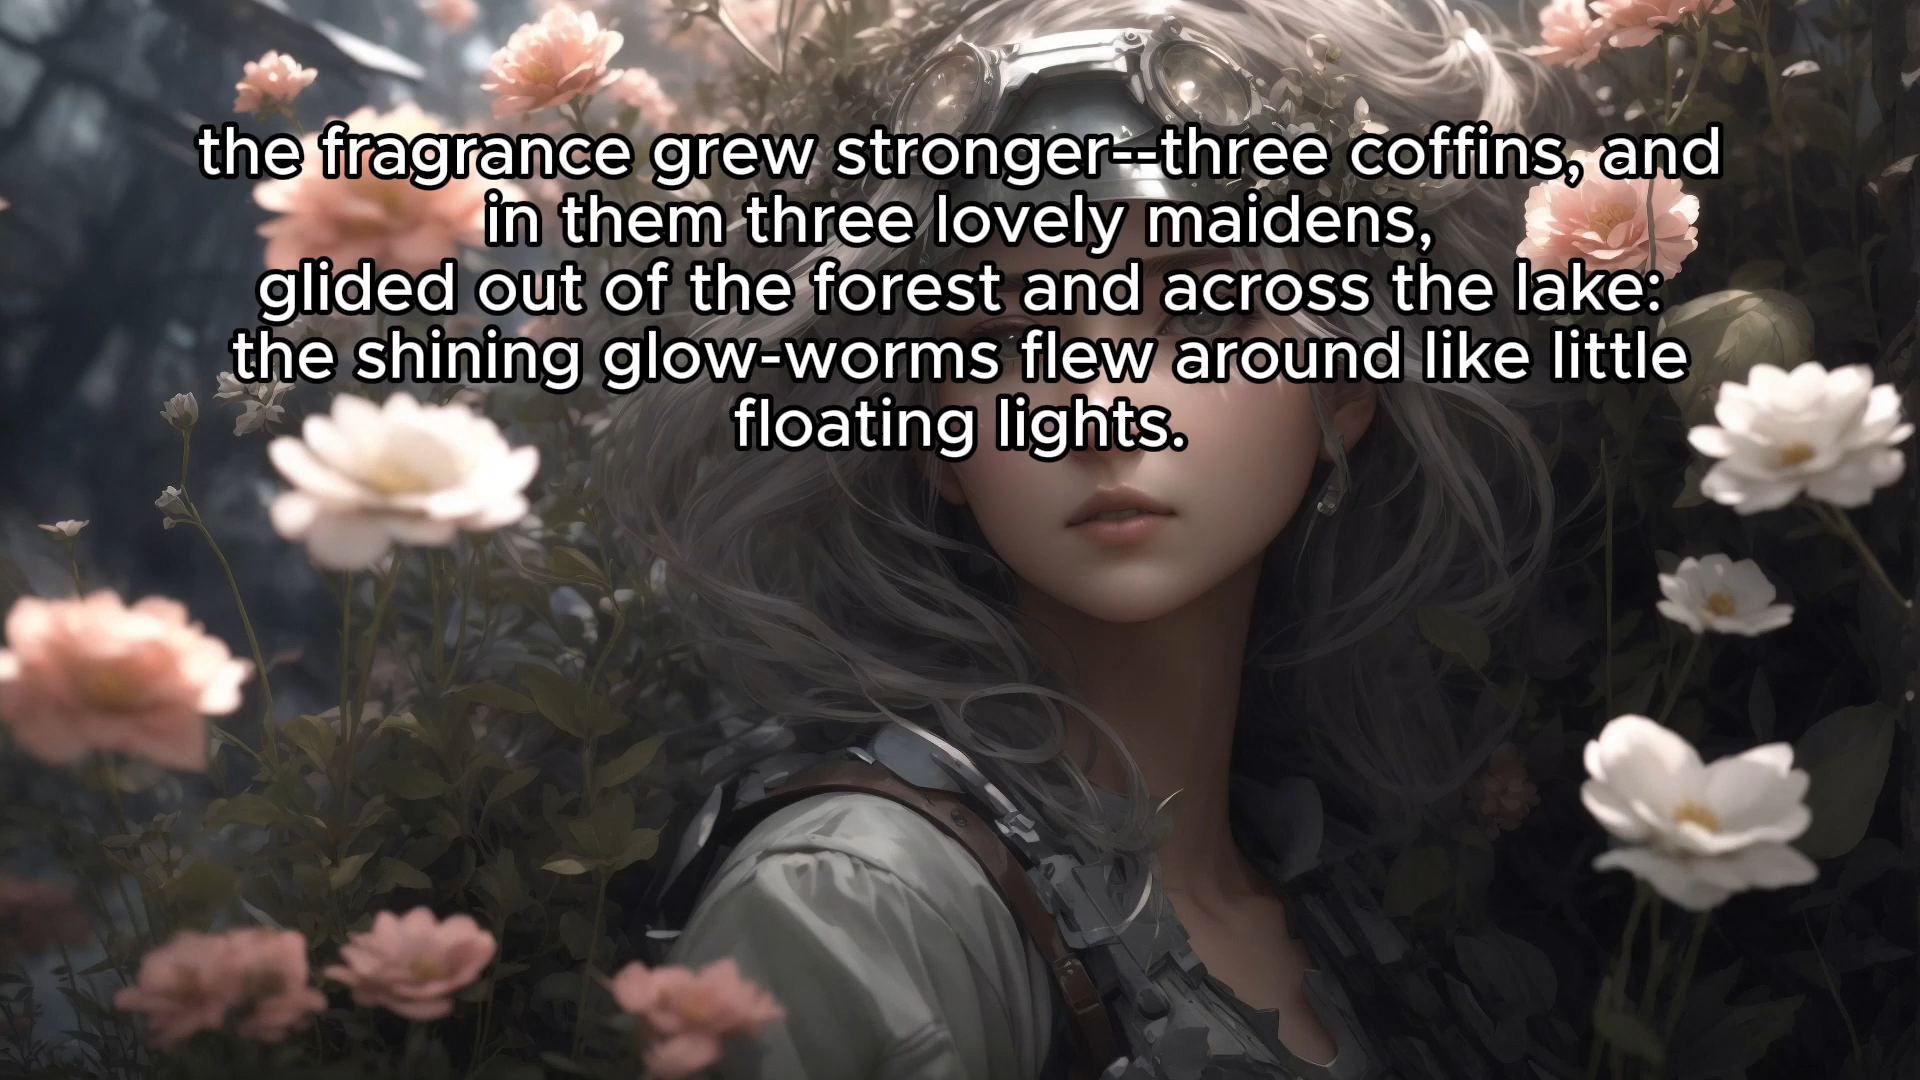 the fragrance grew stronger--three coffins, and
in them three lovely maidens,
glided out of the forest and across the lake:
the shining glow-worms flew around like little
floating lights.